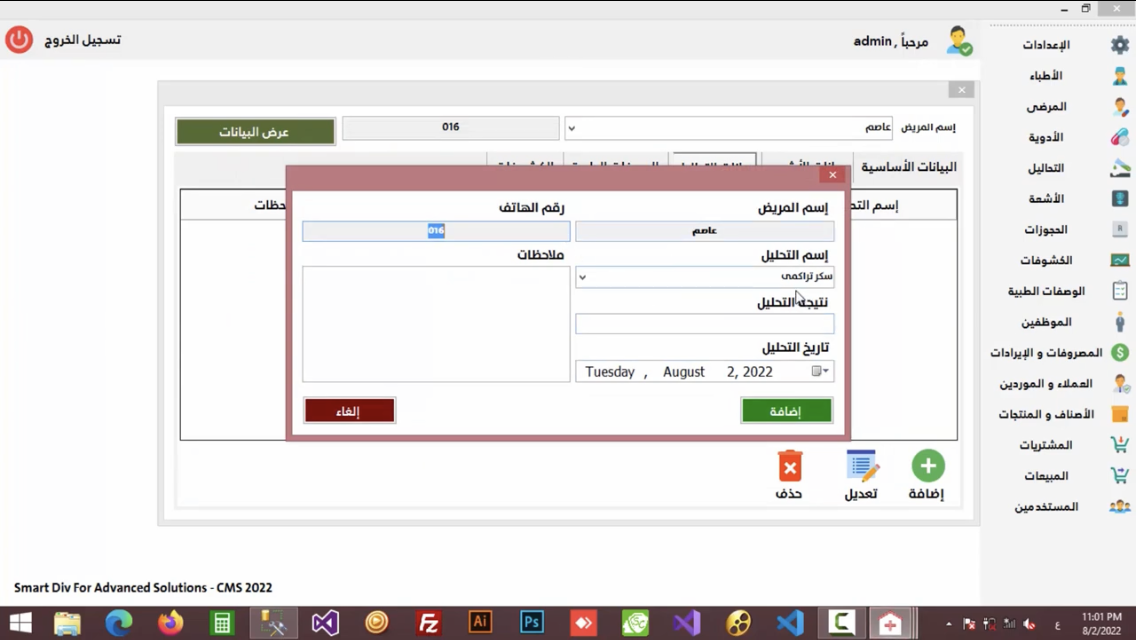 مرحباً , admin
تسجيل الخروج
الإعدادات
الأطباء
المرضى
الأدوية
التحاليل
الأشعة
الحجوزات
الكشوفات
الوصفات الطبية
الموظفين
المصروفات و الإيرادات
العملاء و الموردين
الأصناف و المنتجات
المشتريات
المبيعات
المستخدمين
إسم المريض
عاصم
016
عرض البيانات
البيانات الأساسية
إسم
إسم المريض
رقم الهاتف
عاصم
016
إسم التحليل
ملاحظات
سكر تراكمى
نتيجة التحليل
تاريخ التحليل
Tuesday , August 2, 2022
إضافة
إلغاء
إضافة
تعديل
حذف
Smart Div For Advanced Solutions - CMS 2022
Ai
Ps
Fz
ع
11:01 PM
8/2/2022